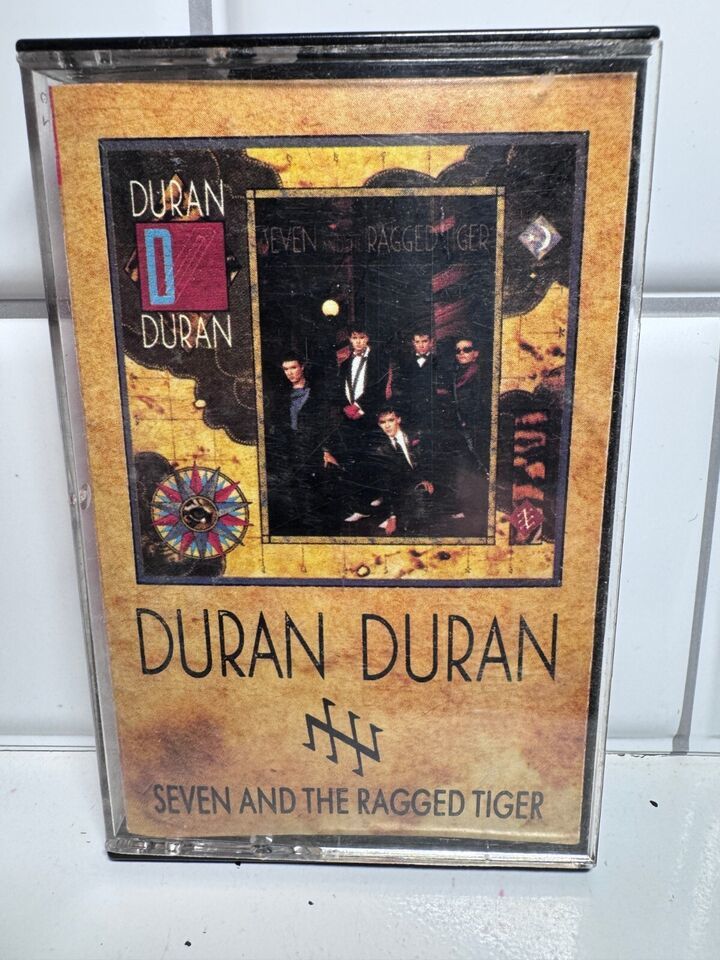 DURAN
D
DURAN
SEVEN AND THE RAGGED TIGER
DURAN DURAN
SEVEN AND THE RAGGED TIGER